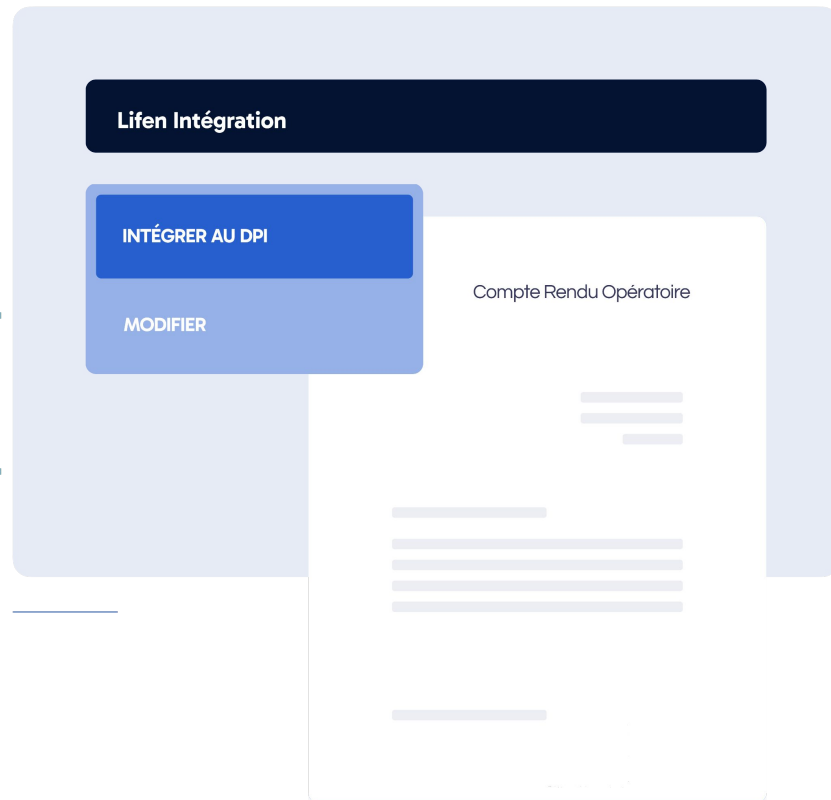 Lifen Intégration
INTÉGRER AU DPI
Compte Rendu Opératoire
MODIFIER